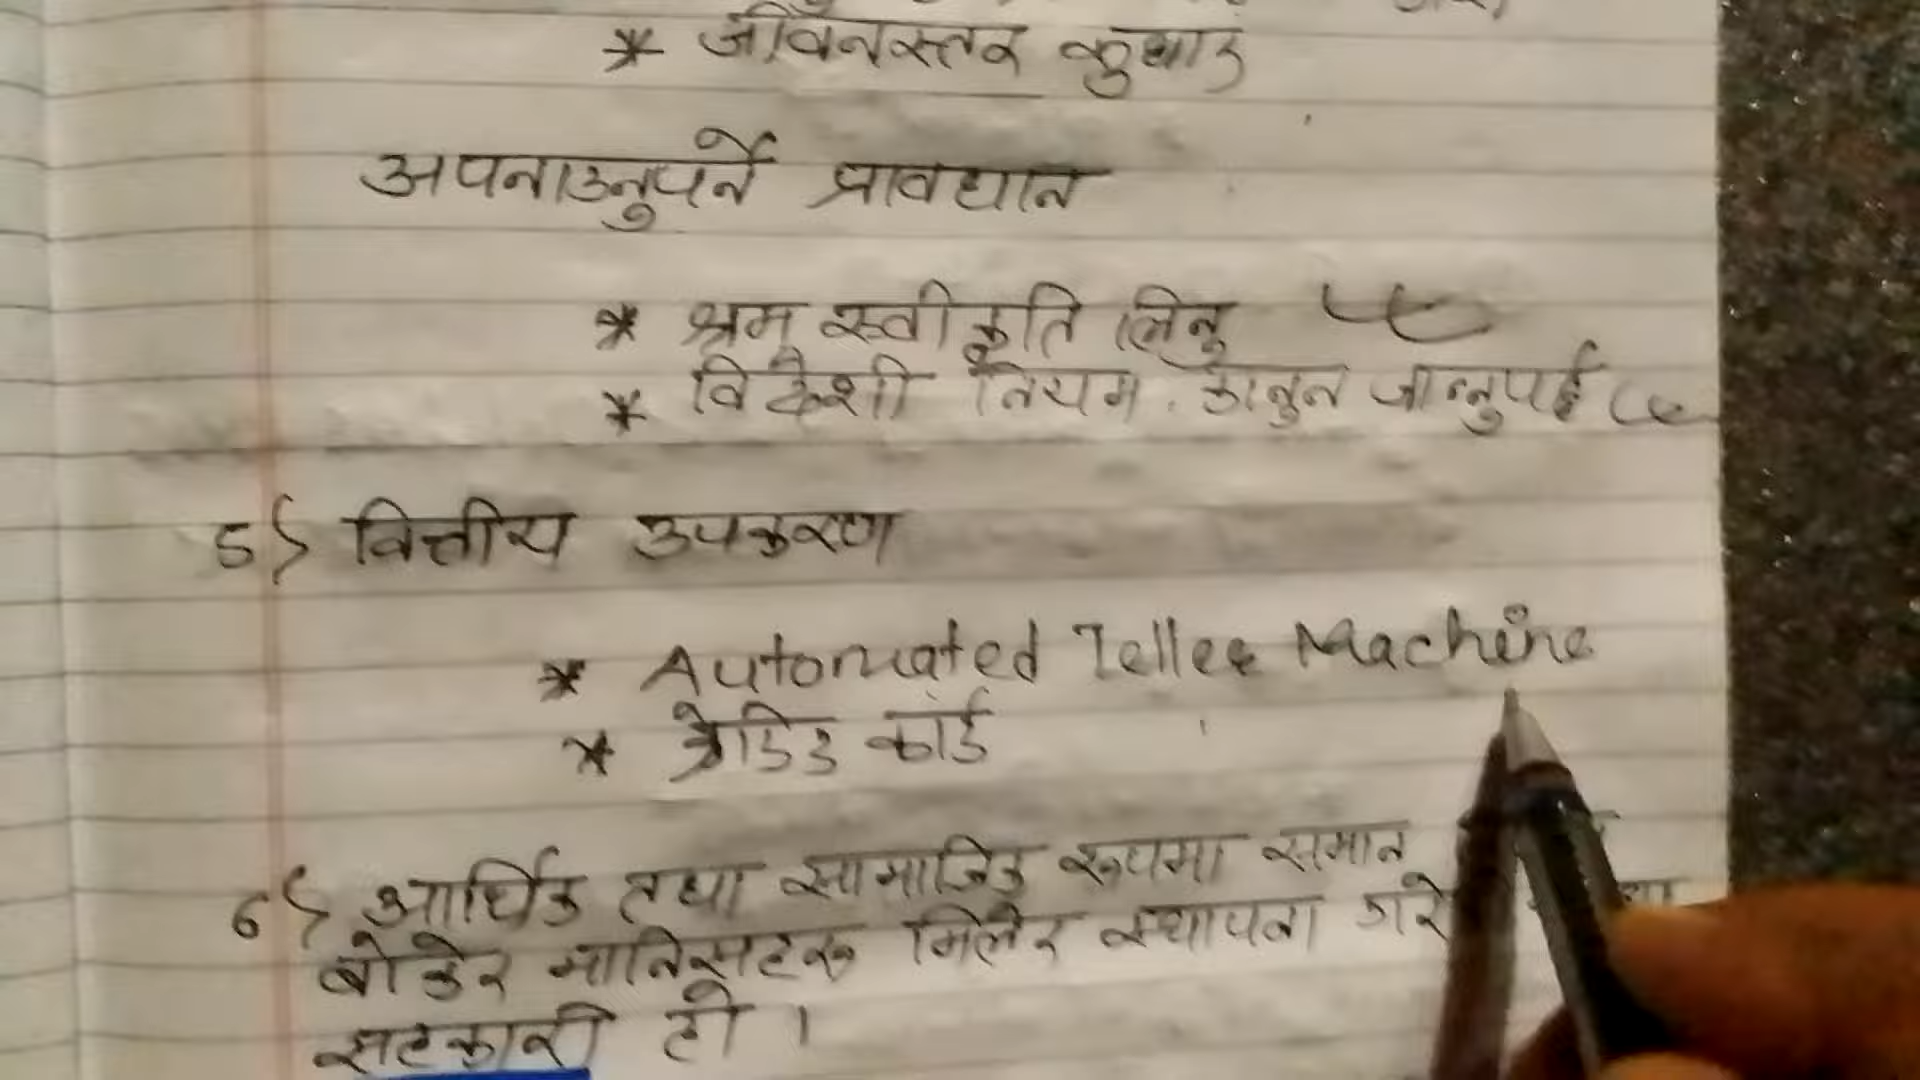 * जीवनस्तर सुधार
अपनाउनुपर्ने प्रावधान
* श्रम स्वीकृति लिनु
* विदेशी नियम कानुन जान्नुपर्ने
5) वित्तीय उपकरण
* Automated Teller Machine
* क्रेडिट कार्ड
6) आर्थिक तथा सामाजिक रूपमा समान
बोकेर मानिसहरू मिलेर स्थापना गरे
सहकारी हो ।